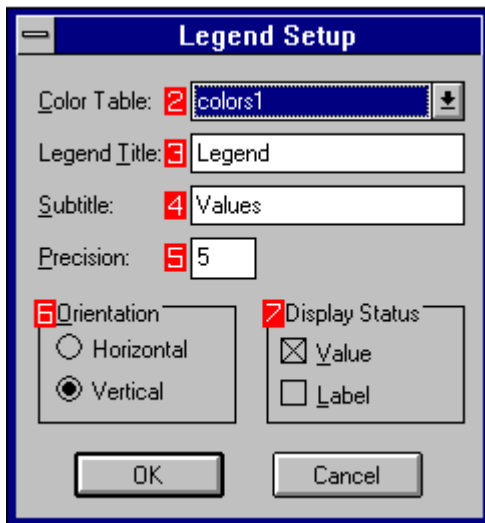 Legend Setup
Color Table: 2 colors1
Legend Title: 3 Legend
Subtitle: 4 Values
Precision: 5 5
6 Orientation
Horizontal
Vertical
7 Display Status
Value
Label
OK Cancel